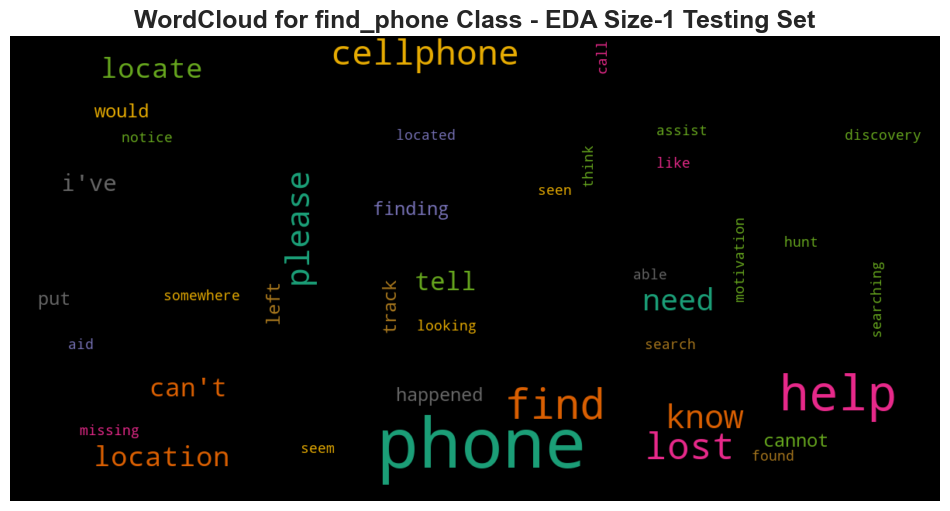 WordCloud for find_phone Class - EDA Size-1 Testing Set
cellphone
call
locate
would
notice
located
assist
discovery
think
like
i've
please
seen
finding
motivation
hunt
able
tell
need
searching
put
somewhere
left
track
looking
aid
search
can't
happened
find
help
know
missing
phone
lost
cannot
location
seem
found